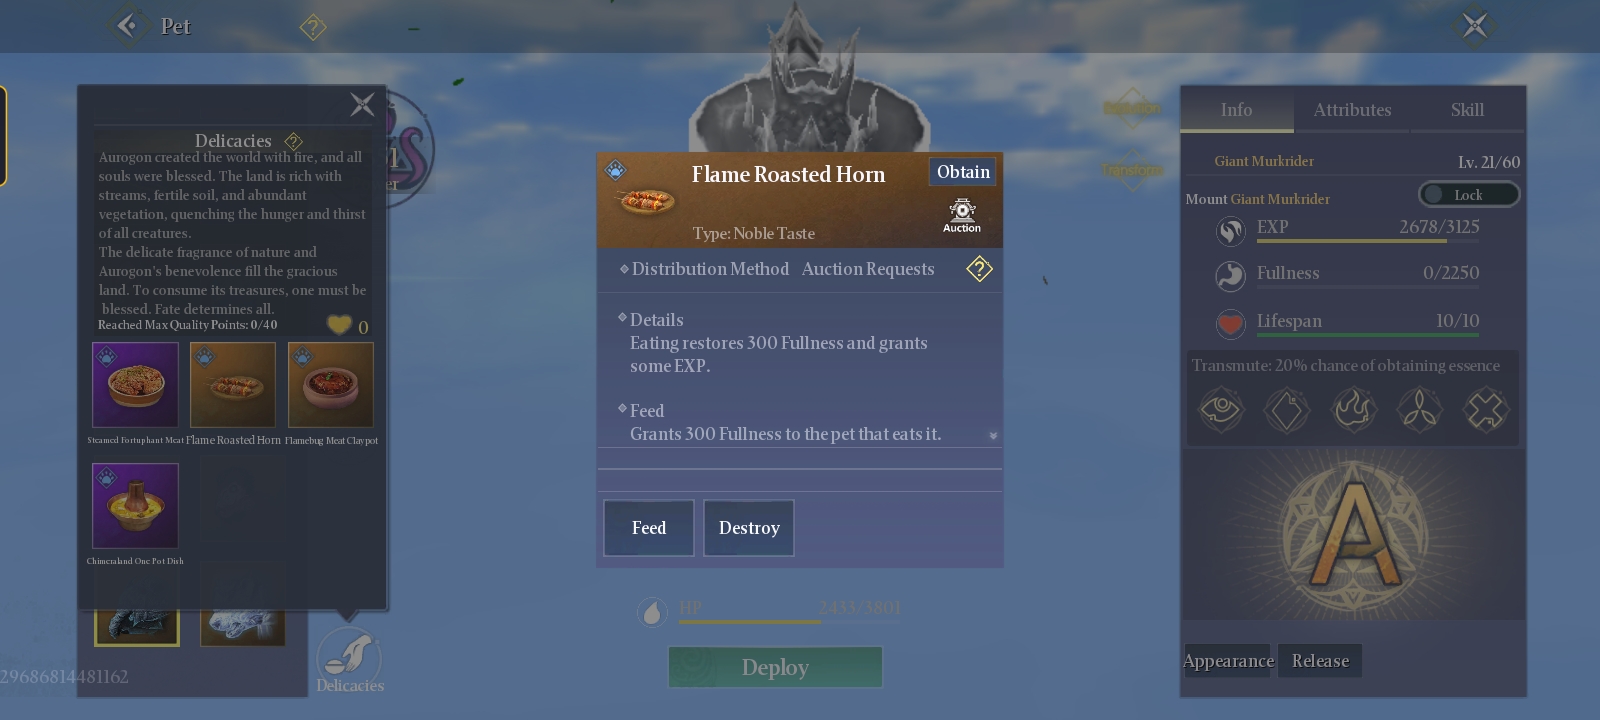 Pet
Delicacies
Aurogon created the world with fire, and all
souls were blessed. The land is rich with
streams, fertile soil, and abundant
vegetation, quenching the hunger and thirst
of all creatures.
The delicate fragrance of nature and
Aurogon's benevolence fill the gracious
land. To consume its treasures, one must be
blessed. Fate determines all.
Reached Max Quality Points: 0/40
0
Steamed Fortuphant Meat
Flame Roasted Horn
Flamebug Meat Claypot
Chimeraland One Pot Dish
29686814481162
Delicacies
Flame Roasted Horn
Obtain
Auction
Type: Noble Taste
Distribution Method Auction Requests
Details
Eating restores 300 Fullness and grants
some EXP.
Feed
Grants 300 Fullness to the pet that eats it.
Feed
Destroy
HP 2433/3801
Deploy
Transform
Info
Attributes
Skill
Giant Murkrider
Lv. 21/60
Mount Giant Murkrider
Lock
EXP 2678/3125
Fullness 0/2250
Lifespan 10/10
Transmute: 20% chance of obtaining essence
A
Appearance
Release